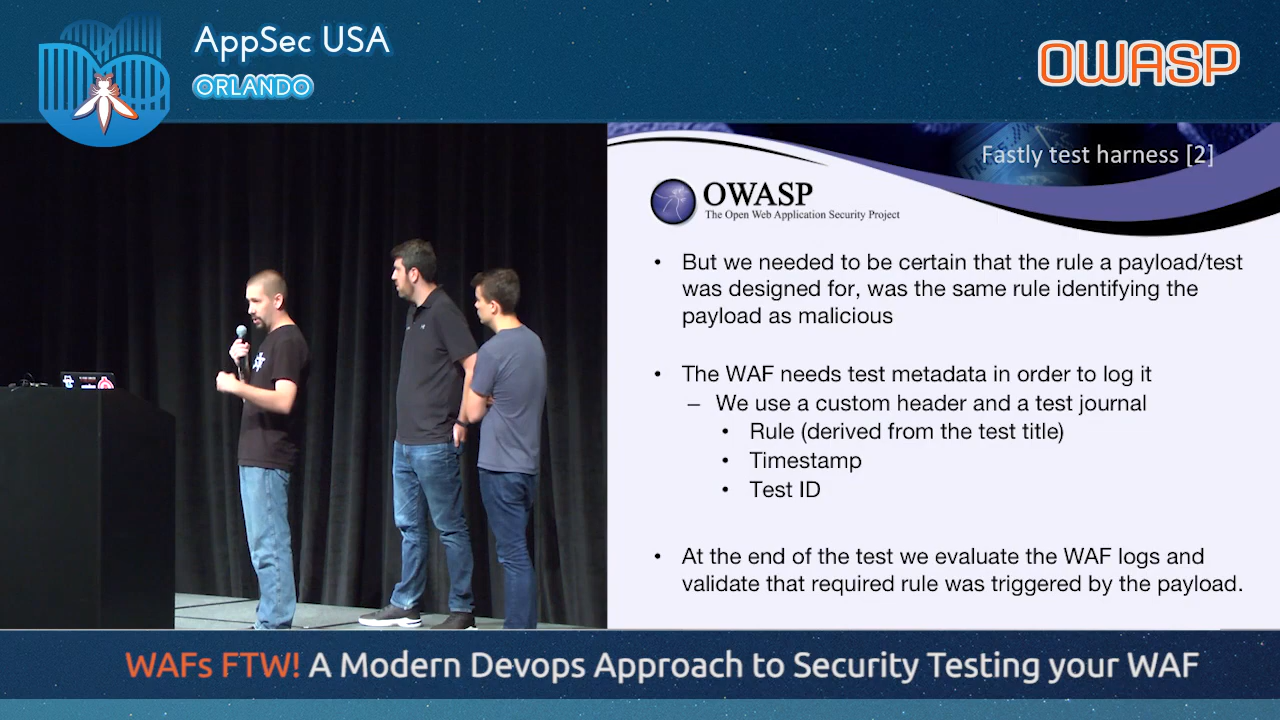 AppSec USA
ORLANDO
OWASP
Fastly test harness [2]
OWASP
The Open Web Application Security Project
• But we needed to be certain that the rule a payload/test
was designed for, was the same rule identifying the
payload as malicious
• The WAF needs test metadata in order to log it
– We use a custom header and a test journal
• Rule (derived from the test title)
• Timestamp
• Test ID
• At the end of the test we evaluate the WAF logs and
validate that required rule was triggered by the payload.
WAFs FTW! A Modern Devops Approach to Security Testing your WAF